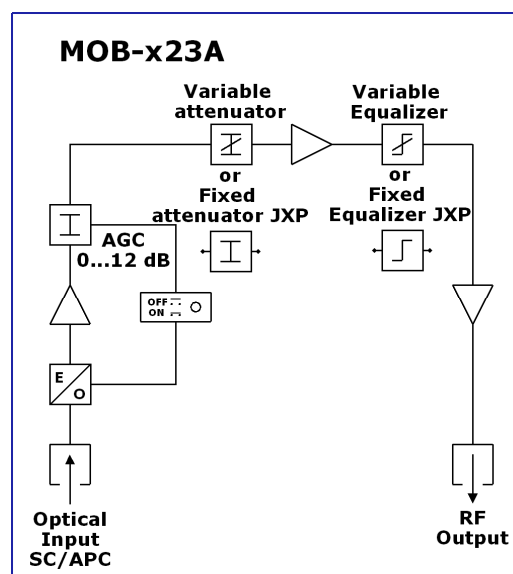 MOB-x23A
Variable
attenuator
or
Fixed
attenuator JXP
Variable
Equalizer
or
Fixed
Equalizer JXP
AGC
0...12 dB
OFF
ON
E
O
Optical
Input
SC/APC
RF
Output